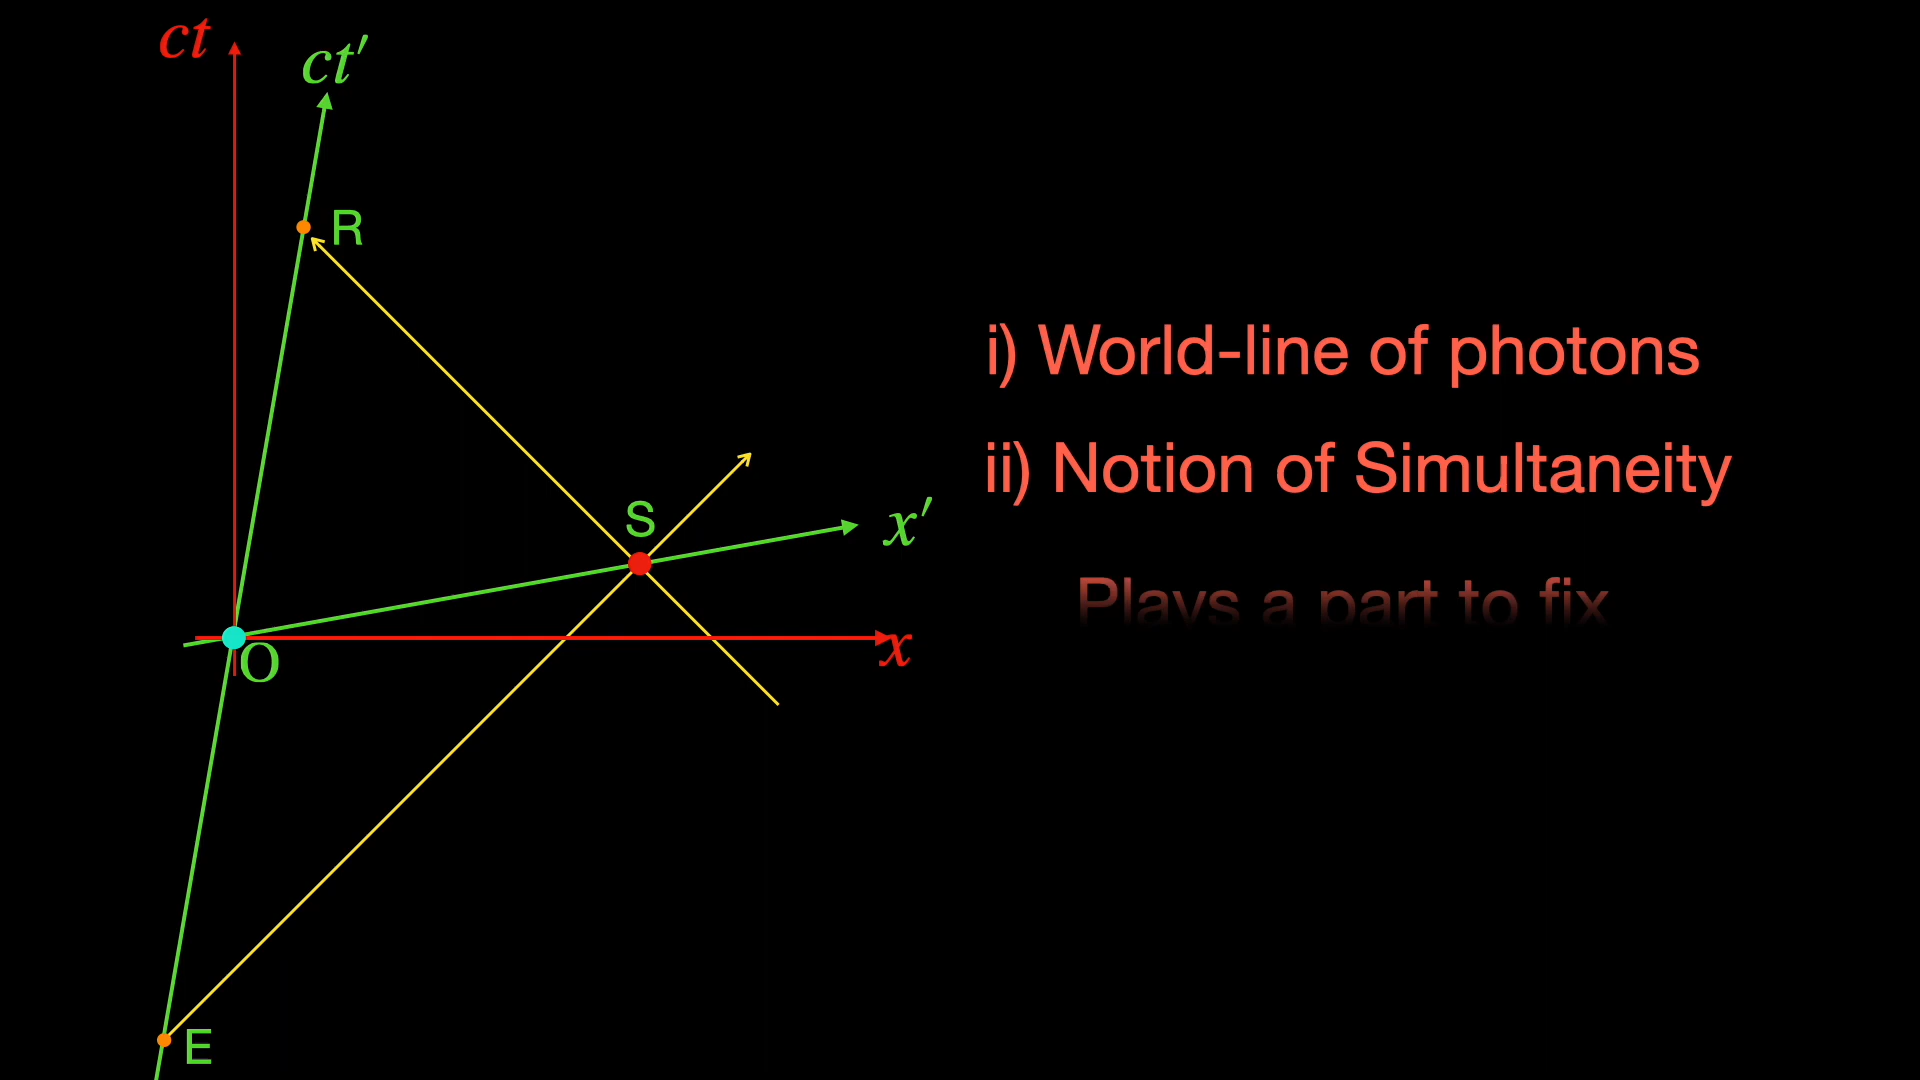 ct
ct′
R
i) World-line of photons
ii) Notion of Simultaneity
S
x′
Plays a part to fix
x
O
E